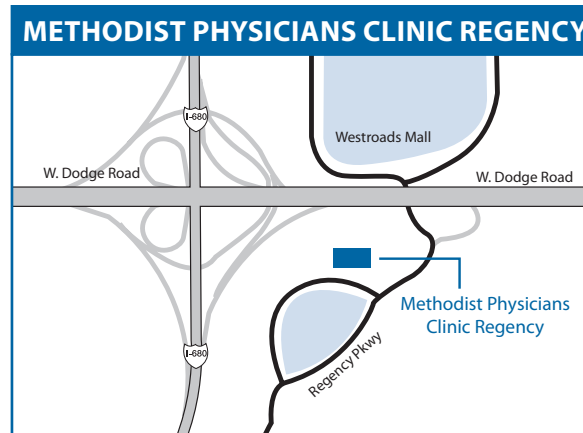 METHODIST PHYSICIANS CLINIC REGENCY
I-680
Westroads Mall
W. Dodge Road
W. Dodge Road
Methodist Physicians
Clinic Regency
I-680
Regency Pkwy